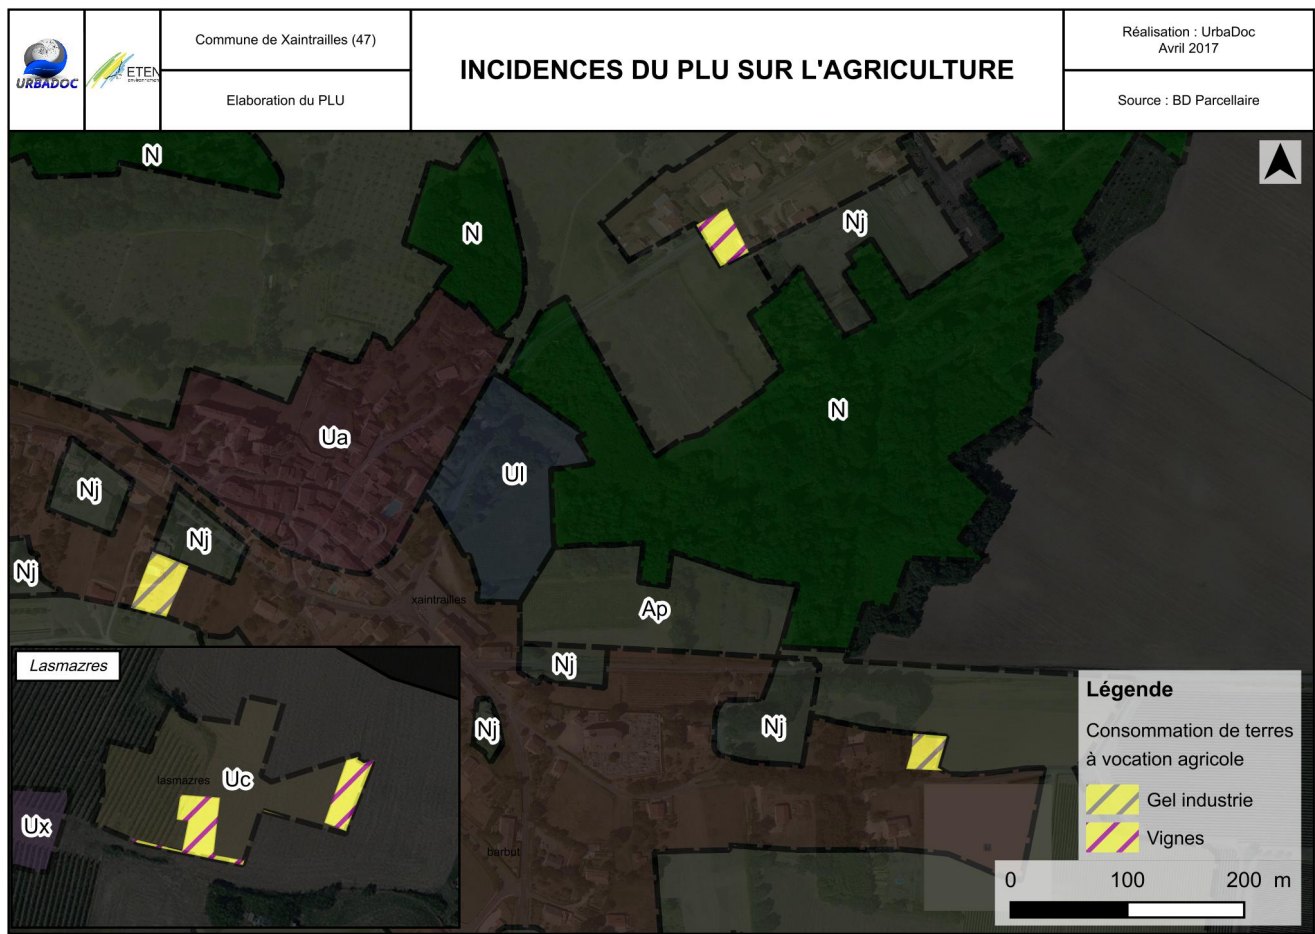 URBADOC
ETEN
ENVIRONNEMENT
Commune de Xaintrailles (47)
Elaboration du PLU
INCIDENCES DU PLU SUR L'AGRICULTURE
Réalisation : UrbaDoc
Avril 2017
Source : BD Parcellaire
N
N
Nj
N
Ua
Ul
Nj
Nj
Nj
xaintrailles
Ap
Nj
Nj
Nj
barbut
Lasmazres
lasmazres
Uc
Ux
Légende
Consommation de terres
à vocation agricole
Gel industrie
Vignes
0 100 200 m